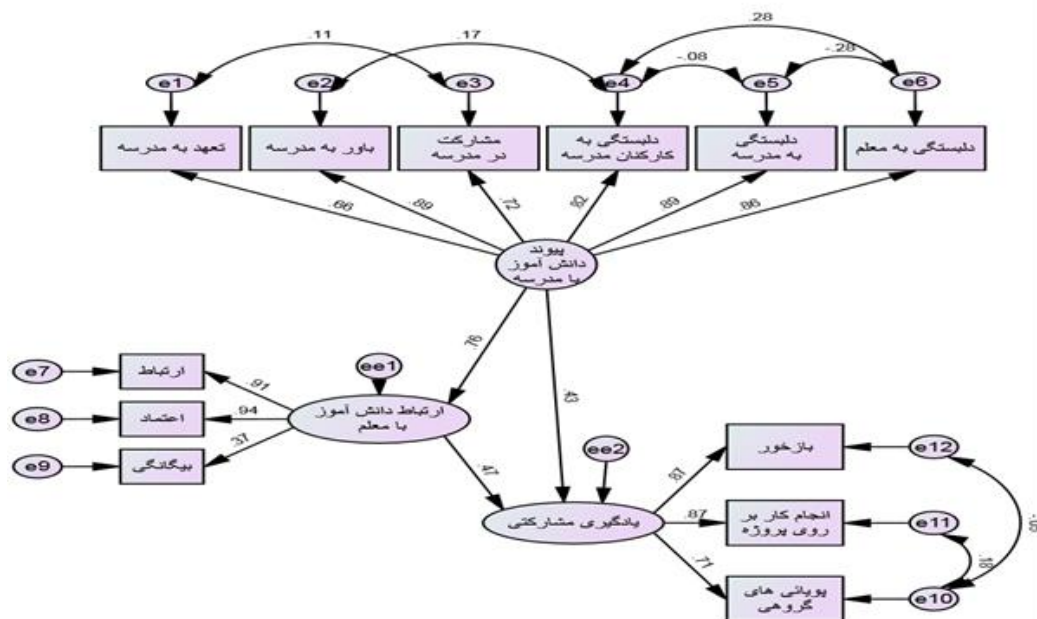 .28
.11
.17
-.08
-.28
e1
e2
e3
e4
e5
e6
تعهد به مدرسه
باور به مدرسه
مشارکت
در مدرسه
دلبستگی به
کارکنان مدرسه
دلبستگی
به مدرسه
دلبستگی به معلم
.66
.89
.72
.82
.89
.86
پیوند
دانش آموز
با مدرسه
.76
.43
e7
ارتباط
.91
ee1
e8
اعتماد
.94
ارتباط دانش آموز
با معلم
e9
بیگانگی
.37
.47
ee2
یادگیری مشارکتی
.87
بازخور
e12
.87
انجام کار بر
روی پروژه
e11
.18
.71
پویائی های
گروهی
e10